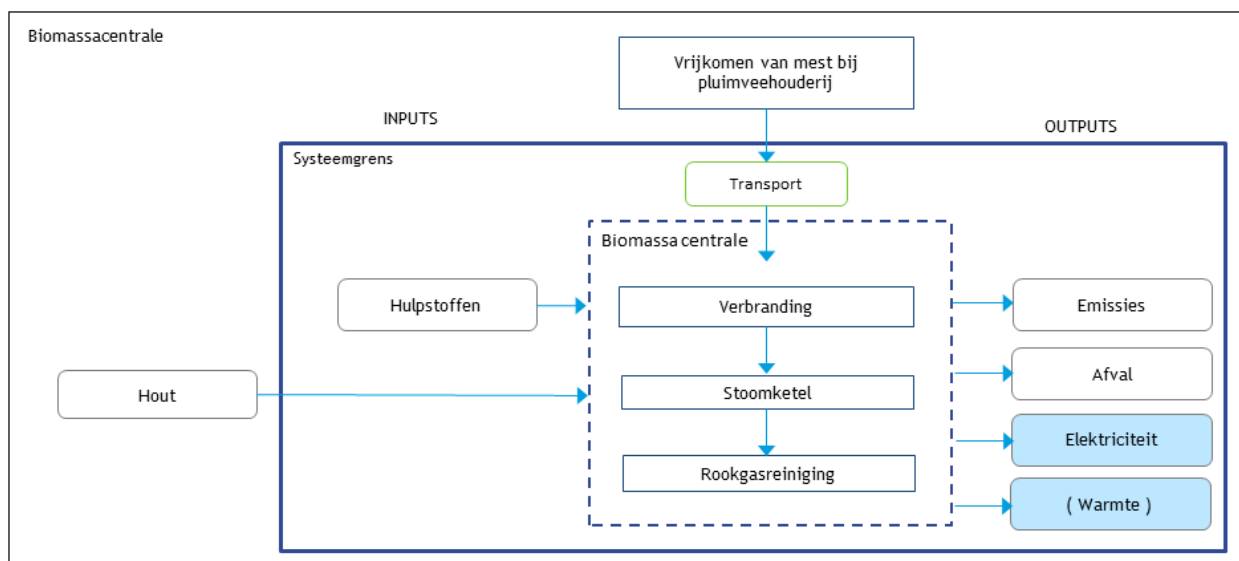 Biomassacentrale
Vrijkomen van mest bij
pluimveehouderij
INPUTS
OUTPUTS
Systeemgrens
Transport
Biomassa centrale
Hulpstoffen
Verbranding
Emissies
Hout
Stoomketel
Afval
Elektriciteit
Rookgasreiniging
( Warmte )